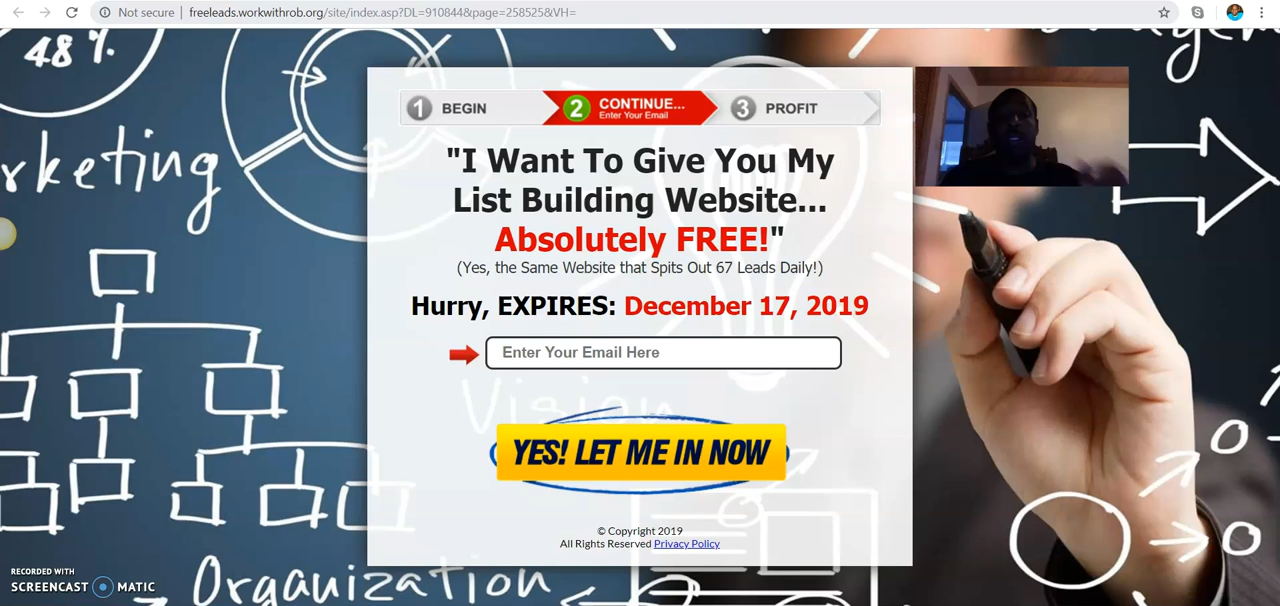 Not secure | freeleads.workwithrob.org/site/index.asp?DL=910844&page=258525&VH=
48%
rketing
1 BEGIN
2 CONTINUE...
Enter Your Email
3 PROFIT
"I Want To Give You My
List Building Website...
Absolutely FREE!"
(Yes, the Same Website that Spits Out 67 Leads Daily!)
Hurry, EXPIRES: December 17, 2019
Enter Your Email Here
Vision
YES! LET ME IN NOW
© Copyright 2019
All Rights Reserved Privacy Policy
Organization
RECORDED WITH
SCREENCAST MATIC